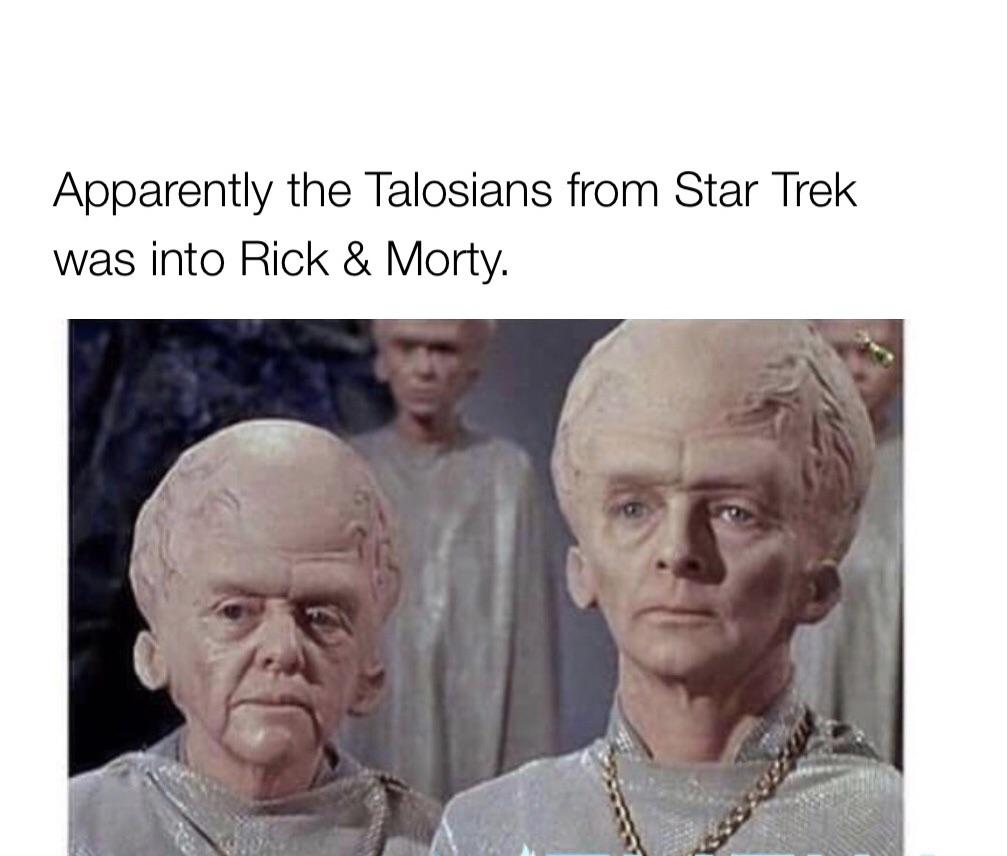 Apparently the Talosians from Star Trek
was into Rick & Morty.